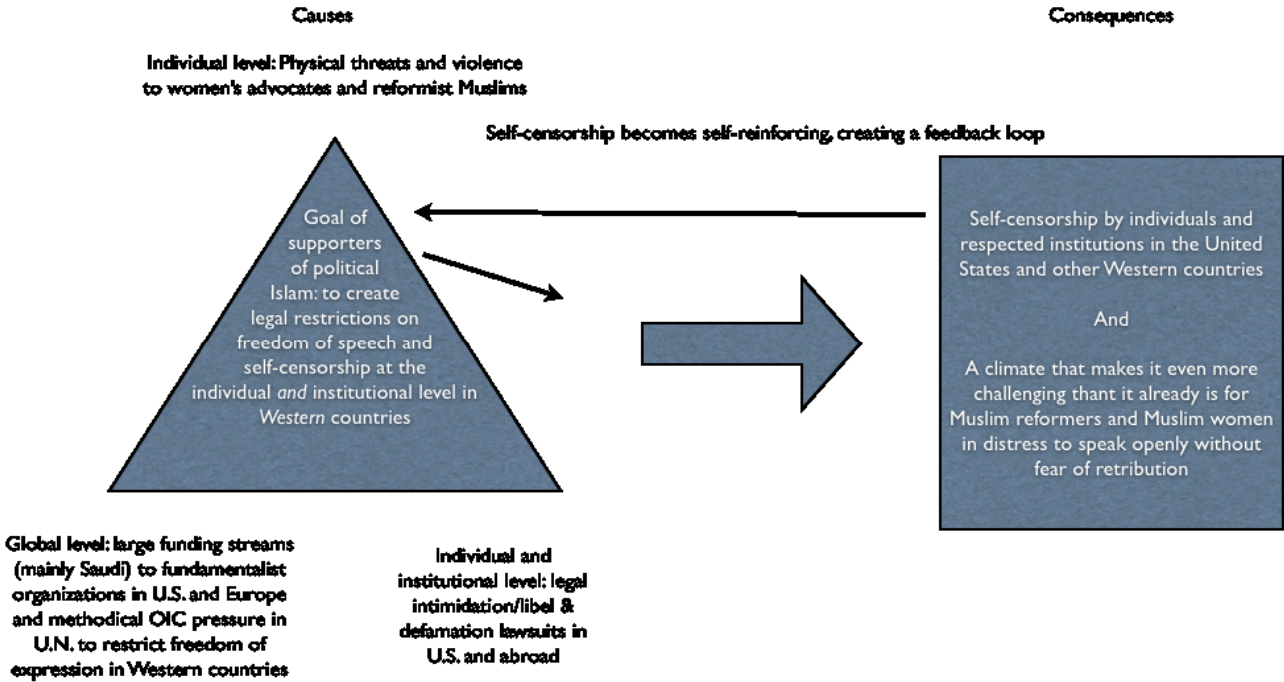 Causes
Consequences
Individual level: Physical threats and violence
to women's advocates and reformist Muslims
Self-censorship becomes self-reinforcing, creating a feedback loop
Goal of
supporters
of political
Islam: to create
legal restrictions on
freedom of speech and
self-censorship at the
individual and institutional level in
Western countries
Self-censorship by individuals and
respected institutions in the United
States and other Western countries
And
A climate that makes it even more
challenging thant it already is for
Muslim reformers and Muslim women
in distress to speak openly without
fear of retribution
Global level: large funding streams
(mainly Saudi) to fundamentalist
organizations in U.S. and Europe
and methodical OIC pressure in
U.N. to restrict freedom of
expression in Western countries
Individual and
institutional level: legal
intimidation/libel &
defamation lawsuits in
U.S. and abroad